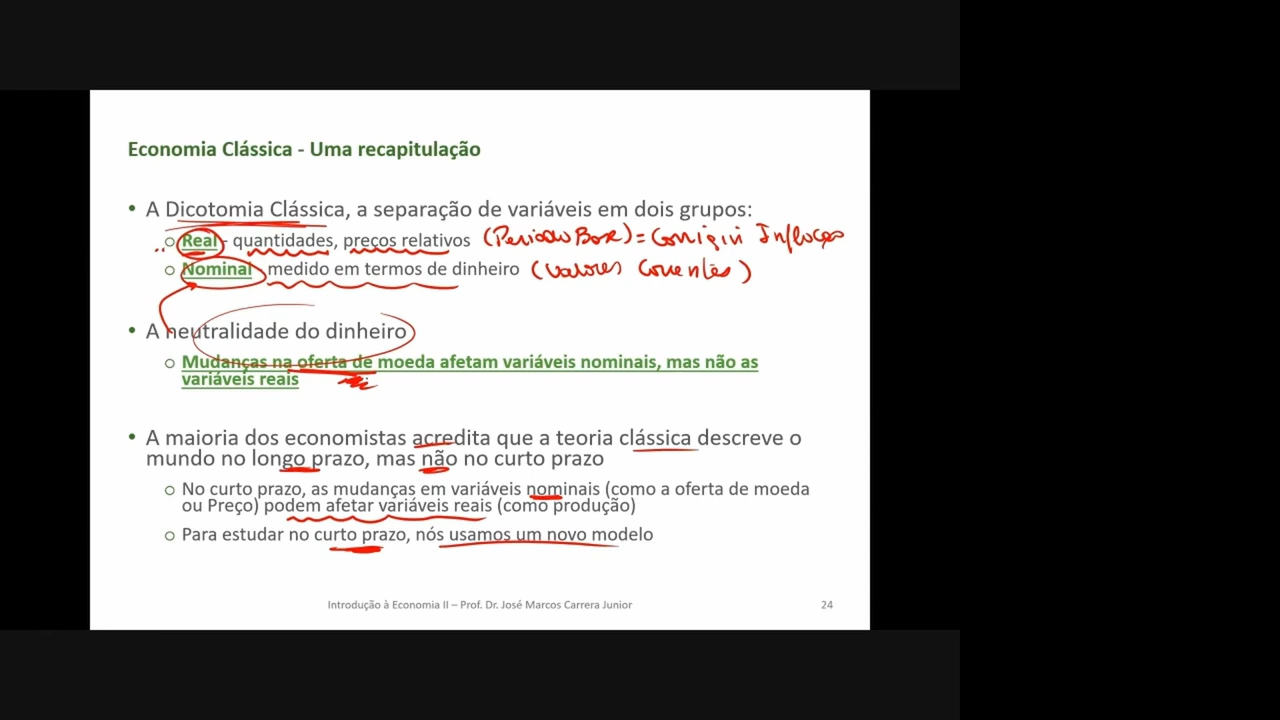 Economia Clássica - Uma recapitulação
• A Dicotomia Clássica, a separação de variáveis em dois grupos:
o Real - quantidades, preços relativos (Período Base) = Corrigir Inflação
o Nominal - medido em termos de dinheiro (Valores Correntes)
• A neutralidade do dinheiro
o Mudanças na oferta de moeda afetam variáveis nominais, mas não as
variáveis reais
• A maioria dos economistas acredita que a teoria clássica descreve o
mundo no longo prazo, mas não no curto prazo
o No curto prazo, as mudanças em variáveis nominais (como a oferta de moeda
ou Preço) podem afetar variáveis reais (como produção)
o Para estudar no curto prazo, nós usamos um novo modelo
Introdução à Economia II – Prof. Dr. José Marcos Carrera Junior 24